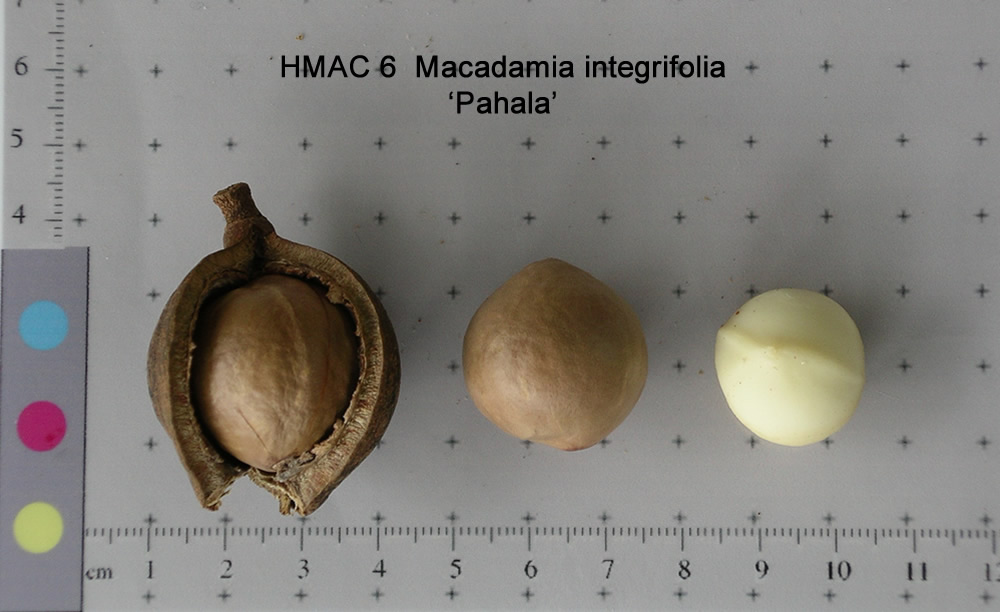 HMAC 6 Macadamia integrifolia
‘Pahala’
6
5
4
cm 1 2 3 4 5 6 7 8 9 10 11